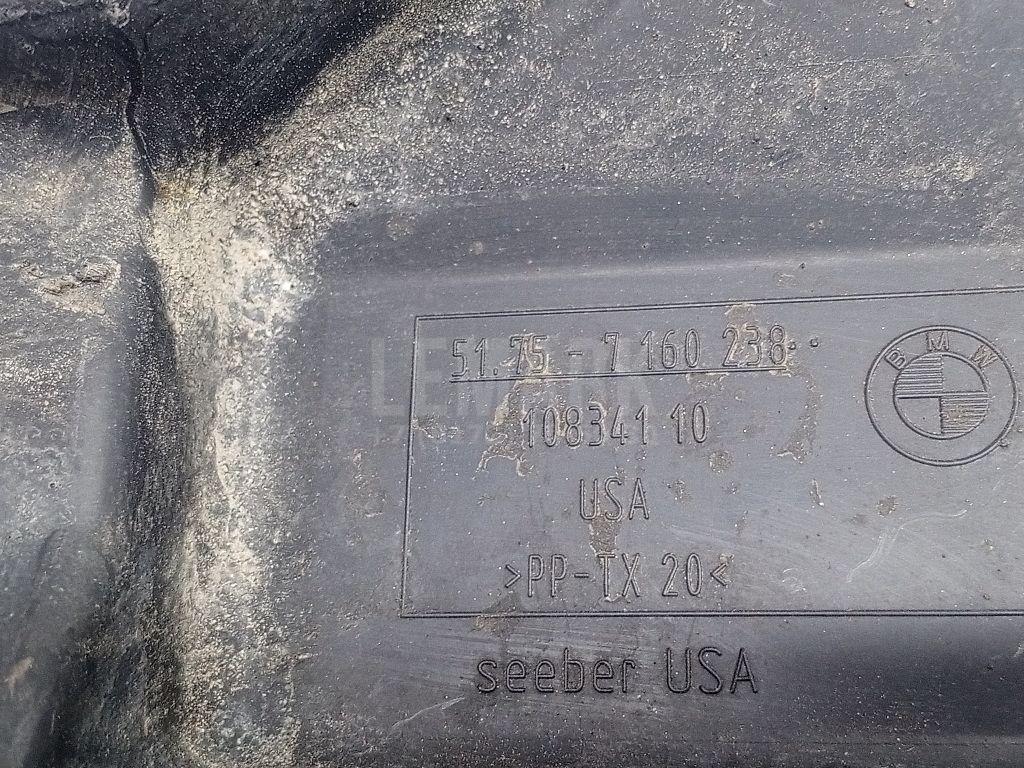 51.75 - 7 160 238
BMW
108341 10
USA
>PP-TX 20<
seeber USA